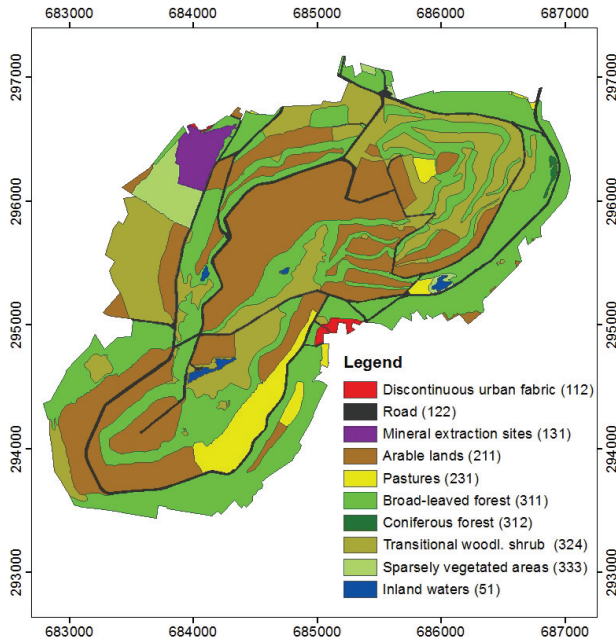 683000 684000 685000 686000 687000
297000 297000
296000 296000
295000 295000
294000 294000
293000 293000
Legend
Discontinuous urban fabric (112)
Road (122)
Mineral extraction sites (131)
Arable lands (211)
Pastures (231)
Broad-leaved forest (311)
Coniferous forest (312)
Transitional woodl. shrub (324)
Sparsely vegetated areas (333)
Inland waters (51)
683000 684000 685000 686000 687000